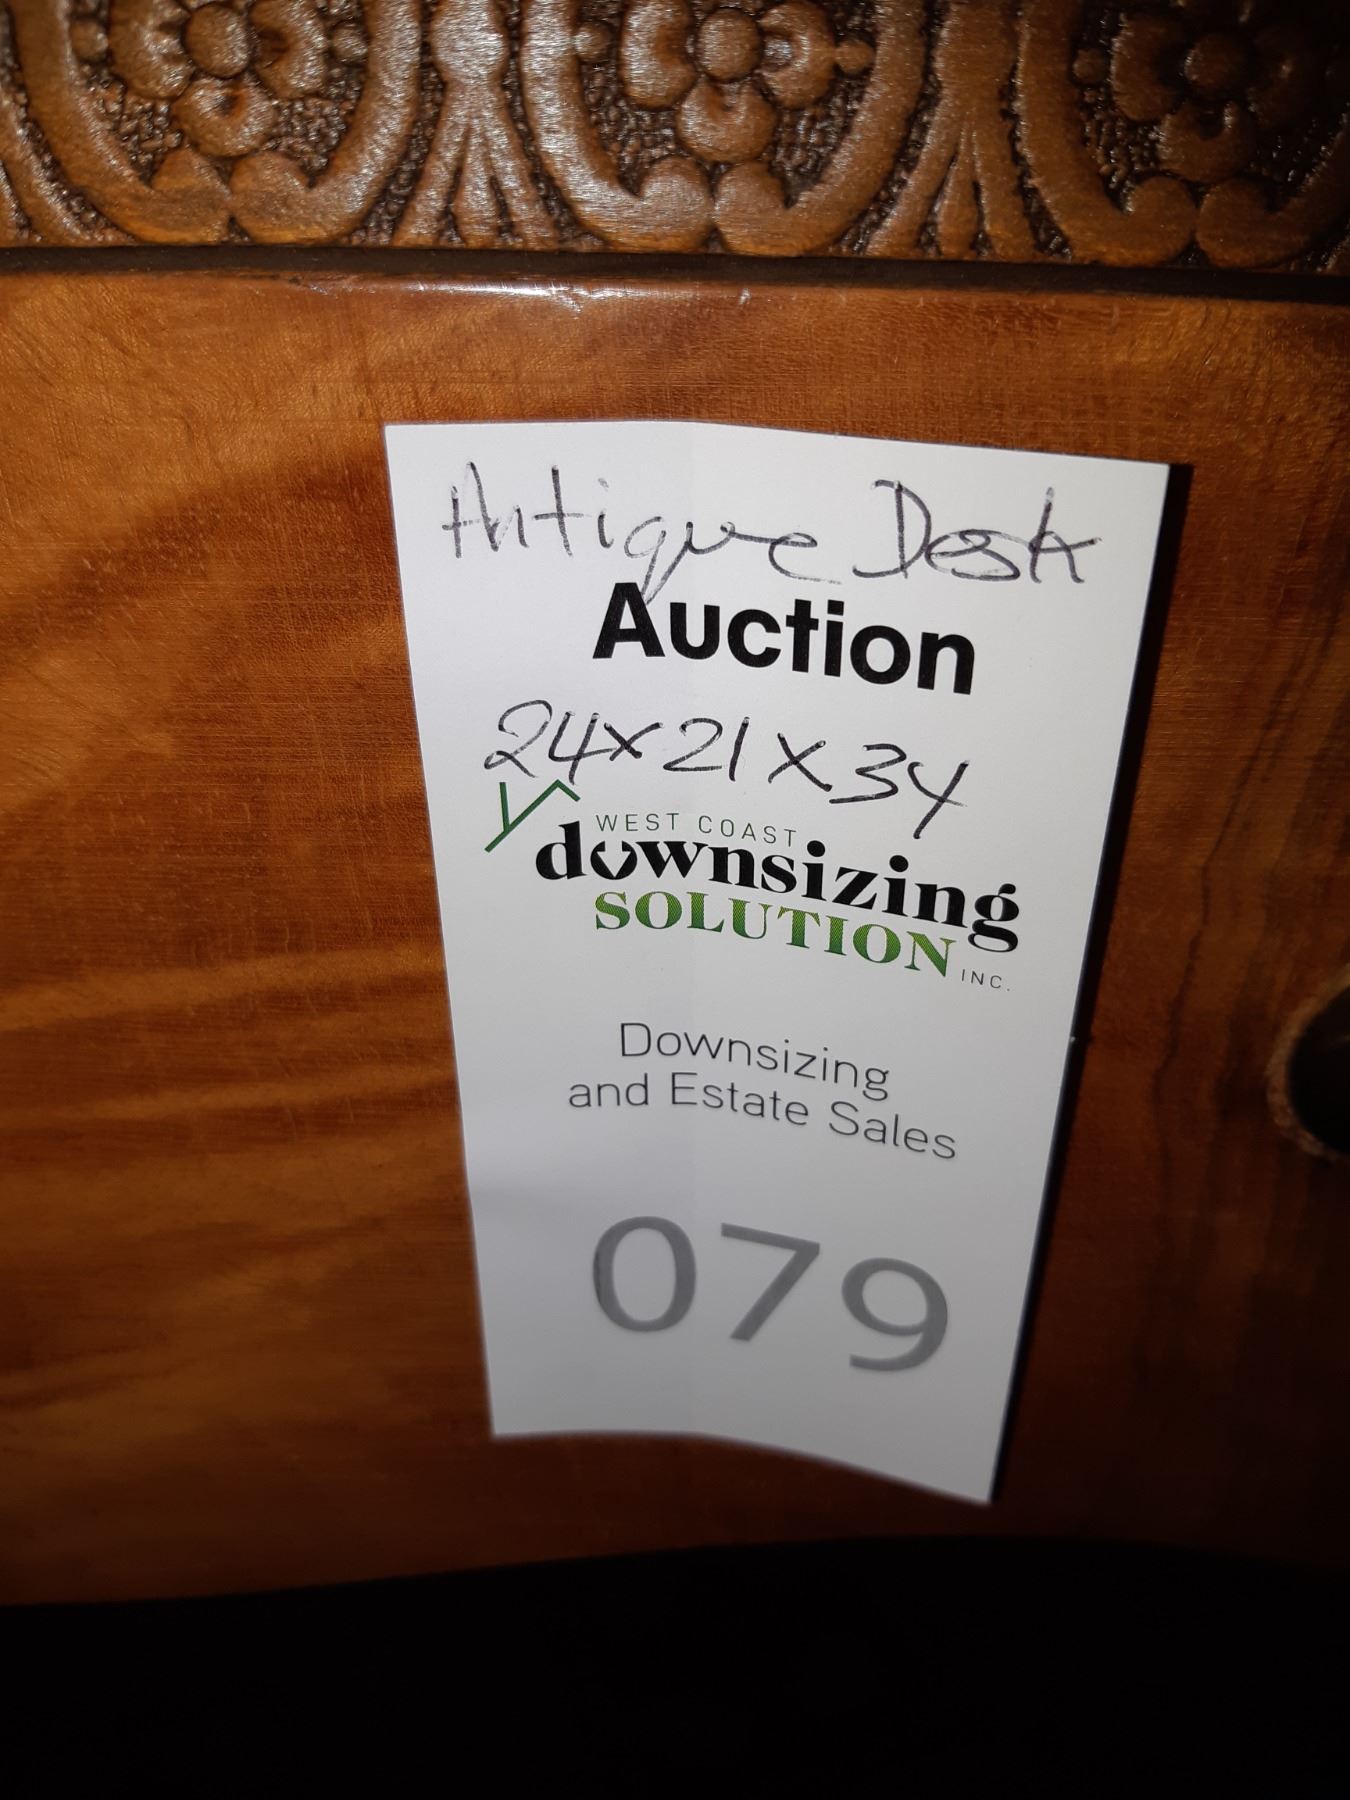 Antique Desk
Auction
24x21x34
WEST COAST
downsizing
SOLUTION INC.
Downsizing
and Estate Sales
079